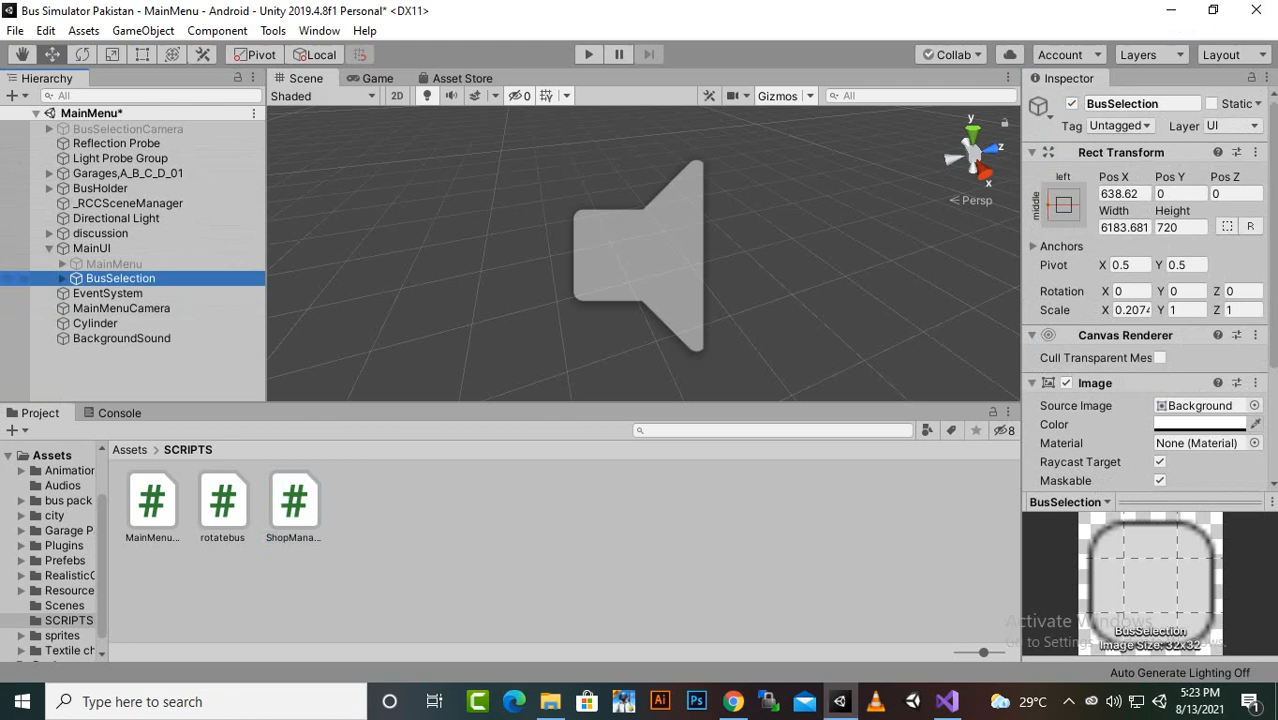 Bus Simulator Pakistan - MainMenu - Android - Unity 2019.4.8f1 Personal* <DX11>
File Edit Assets GameObject Component Tools Window Help
Pivot Local Collab Account Layers Layout
Hierarchy
All
MainMenu*
BusSelectionCamera
Reflection Probe
Light Probe Group
Garages,A_B_C_D_01
BusHolder
_RCCSceneManager
Directional Light
discussion
MainUI
MainMenu
BusSelection
EventSystem
MainMenuCamera
Cylinder
BackgroundSound
Scene Game Asset Store
Shaded 2D 0 Gizmos All
y
z
x
Persp
Inspector
BusSelection Static
Tag Untagged Layer UI
Rect Transform
left
middle
Pos X Pos Y Pos Z
638.62 0 0
Width Height
6183.681 720 R
Anchors
Pivot X 0.5 Y 0.5
Rotation X 0 Y 0 Z 0
Scale X 0.2074 Y 1 Z 1
Canvas Renderer
Cull Transparent Mes
Image
Source Image Background
Color
Material None (Material)
Raycast Target
Maskable
BusSelection
BusSelection
Image Size: 32x32
Project Console
8
Assets
Animation
Audios
bus pack
city
Garage P
Plugins
Prefebs
RealisticC
Resource
Scenes
SCRIPTS
sprites
Textile ch
Assets > SCRIPTS
# # #
MainMenu... rotatebus ShopMana...
Activate Windows
Go to Settings to activate Windows.
Auto Generate Lighting Off
Type here to search
29°C
5:23 PM
8/13/2021
1